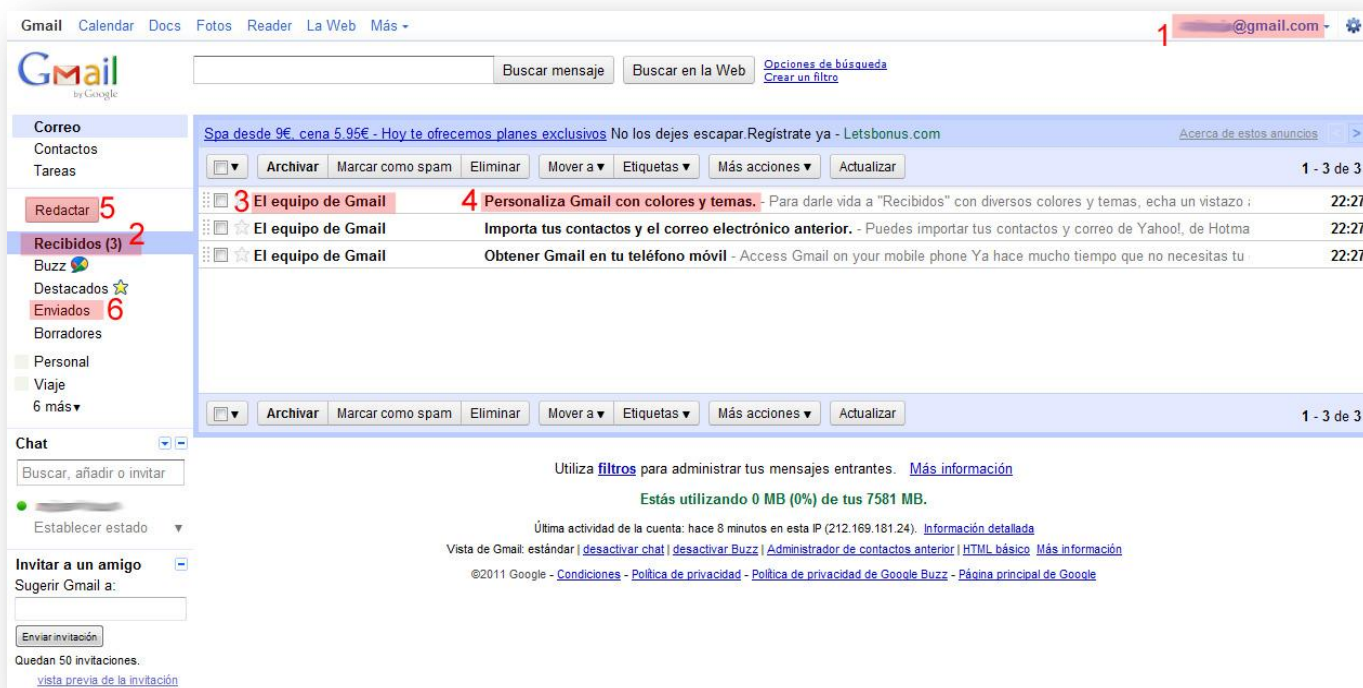 Gmail Calendar Docs Fotos Reader La Web Más
1 @gmail.com
Gmail by Google
Buscar mensaje Buscar en la Web Opciones de búsqueda
Crear un filtro
Correo
Contactos
Tareas
Redactar 5
Recibidos (3) 2
Buzz
Destacados
Enviados 6
Borradores
Personal
Viaje
6 más
Chat
Buscar, añadir o invitar
Establecer estado
Invitar a un amigo
Sugerir Gmail a:
Enviar invitación
Quedan 50 invitaciones.
vista previa de la invitación
Spa desde 9€, cena 5.95€ - Hoy te ofrecemos planes exclusivos No los dejes escapar.Regístrate ya - Letsbonus.com Acerca de estos anuncios < >
Archivar Marcar como spam Eliminar Mover a Etiquetas Más acciones Actualizar 1 - 3 de 3
3 El equipo de Gmail 4 Personaliza Gmail con colores y temas. - Para darle vida a "Recibidos" con diversos colores y temas, echa un vistazo 22:27
El equipo de Gmail Importa tus contactos y el correo electrónico anterior. - Puedes importar tus contactos y correo de Yahoo!, de Hotma 22:27
El equipo de Gmail Obtener Gmail en tu teléfono móvil - Access Gmail on your mobile phone Ya hace mucho tiempo que no necesitas tu 22:27
Archivar Marcar como spam Eliminar Mover a Etiquetas Más acciones Actualizar 1 - 3 de 3
Utiliza filtros para administrar tus mensajes entrantes. Más información
Estás utilizando 0 MB (0%) de tus 7581 MB.
Última actividad de la cuenta: hace 8 minutos en esta IP (212.169.181.24). Información detallada
Vista de Gmail: estándar | desactivar chat | desactivar Buzz | Administrador de contactos anterior | HTML básico Más información
©2011 Google - Condiciones - Política de privacidad - Política de privacidad de Google Buzz - Página principal de Google